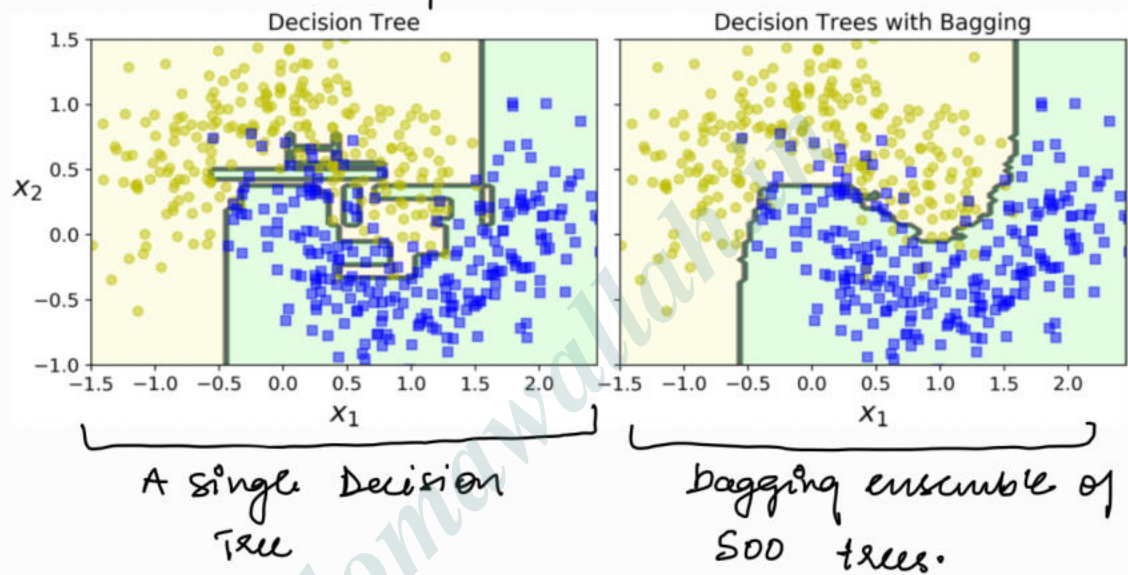 Decision Tree
Decision Trees with Bagging
1.5
1.0
0.5
0.0
−0.5
−1.0
x₂
−1.5 −1.0 −0.5 0.0 0.5 1.0 1.5 2.0
−1.5 −1.0 −0.5 0.0 0.5 1.0 1.5 2.0
x₁
x₁
A single Decision
Tree
bagging ensemble of
500 trees.